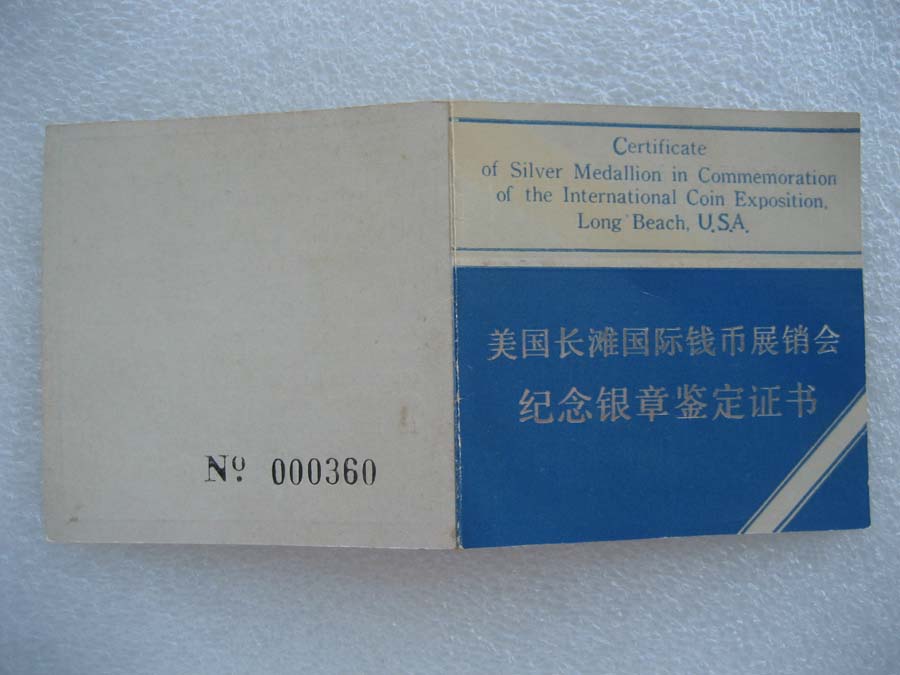 Certificate
of Silver Medallion in Commemoration
of the International Coin Exposition,
Long Beach, U.S.A.
美国长滩国际钱币展销会
纪念银章鉴定证书
Nº. 000360